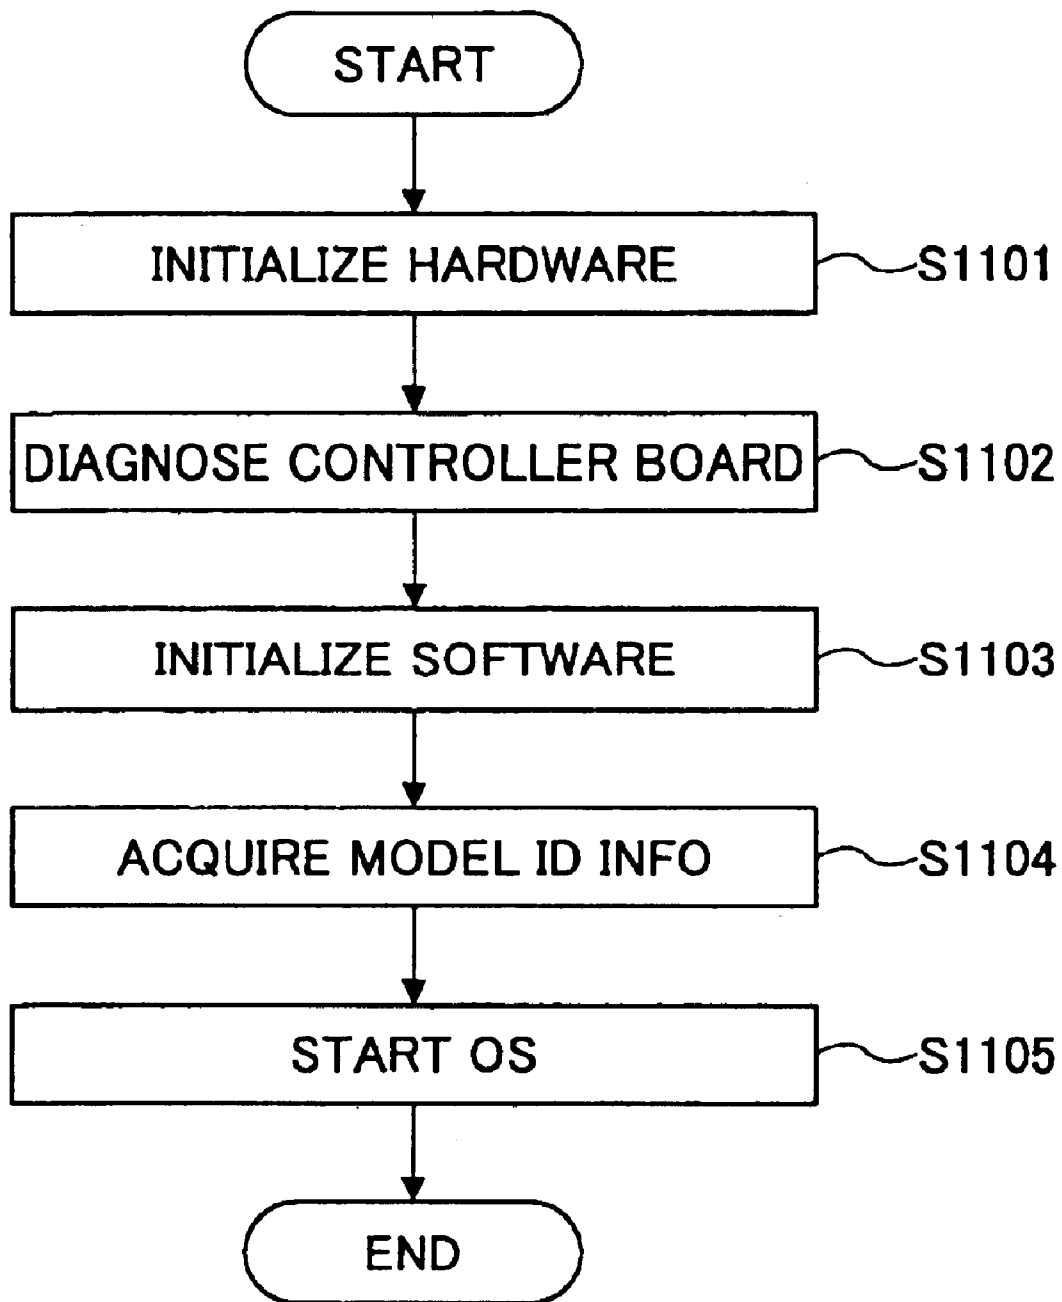 START
INITIALIZE HARDWARE S1101
DIAGNOSE CONTROLLER BOARD S1102
INITIALIZE SOFTWARE S1103
ACQUIRE MODEL ID INFO S1104
START OS S1105
END